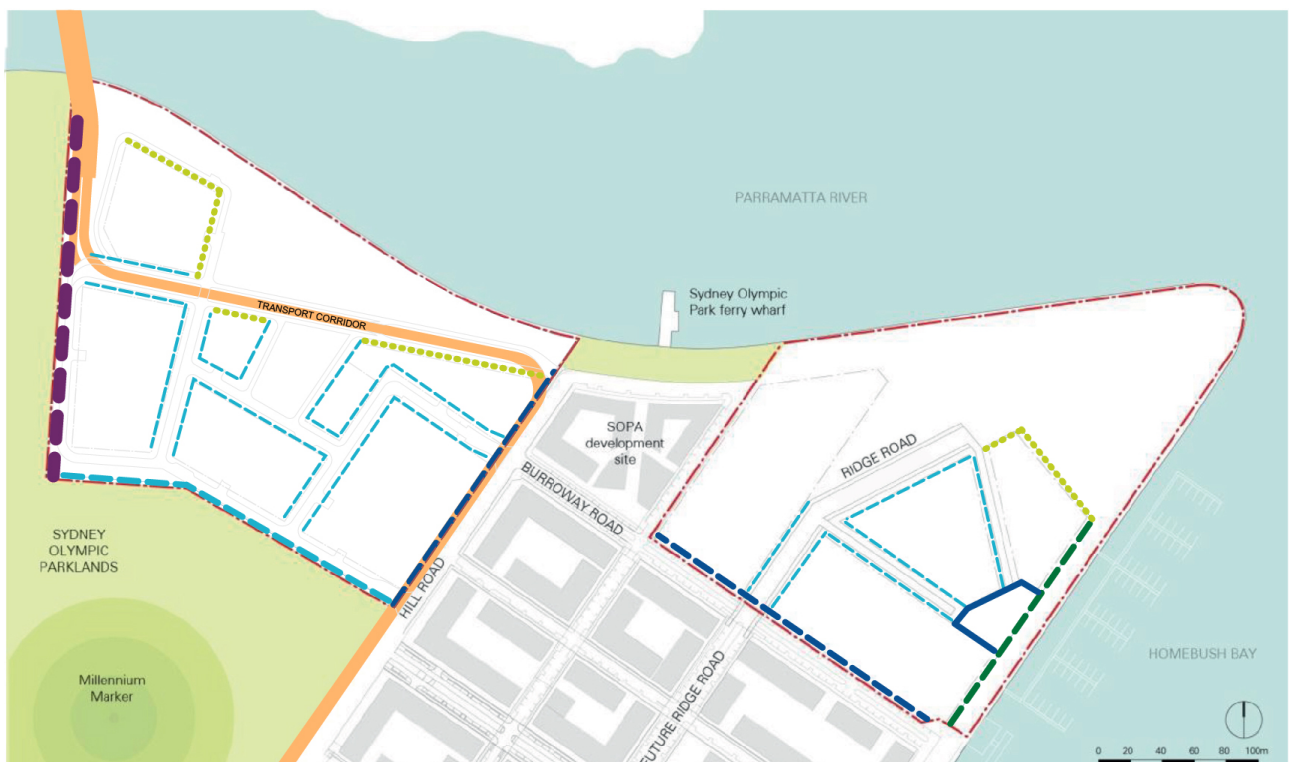 PARRAMATTA RIVER
Sydney Olympic
Park ferry wharf
TRANSPORT CORRIDOR
SOPA
development
site
RIDGE ROAD
BURROWAY ROAD
SYDNEY
OLYMPIC
PARKLANDS
HILL ROAD
HOMEBUSH BAY
Millennium
Marker
FUTURE RIDGE ROAD
0 20 40 60 80 100m